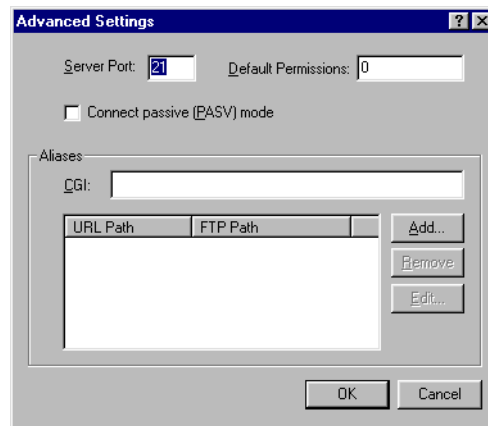 Advanced Settings
Server Port: 21 Default Permissions: 0
Connect passive (PASV) mode
Aliases
CGI:
URL Path FTP Path
Add...
Remove
Edit...
OK Cancel